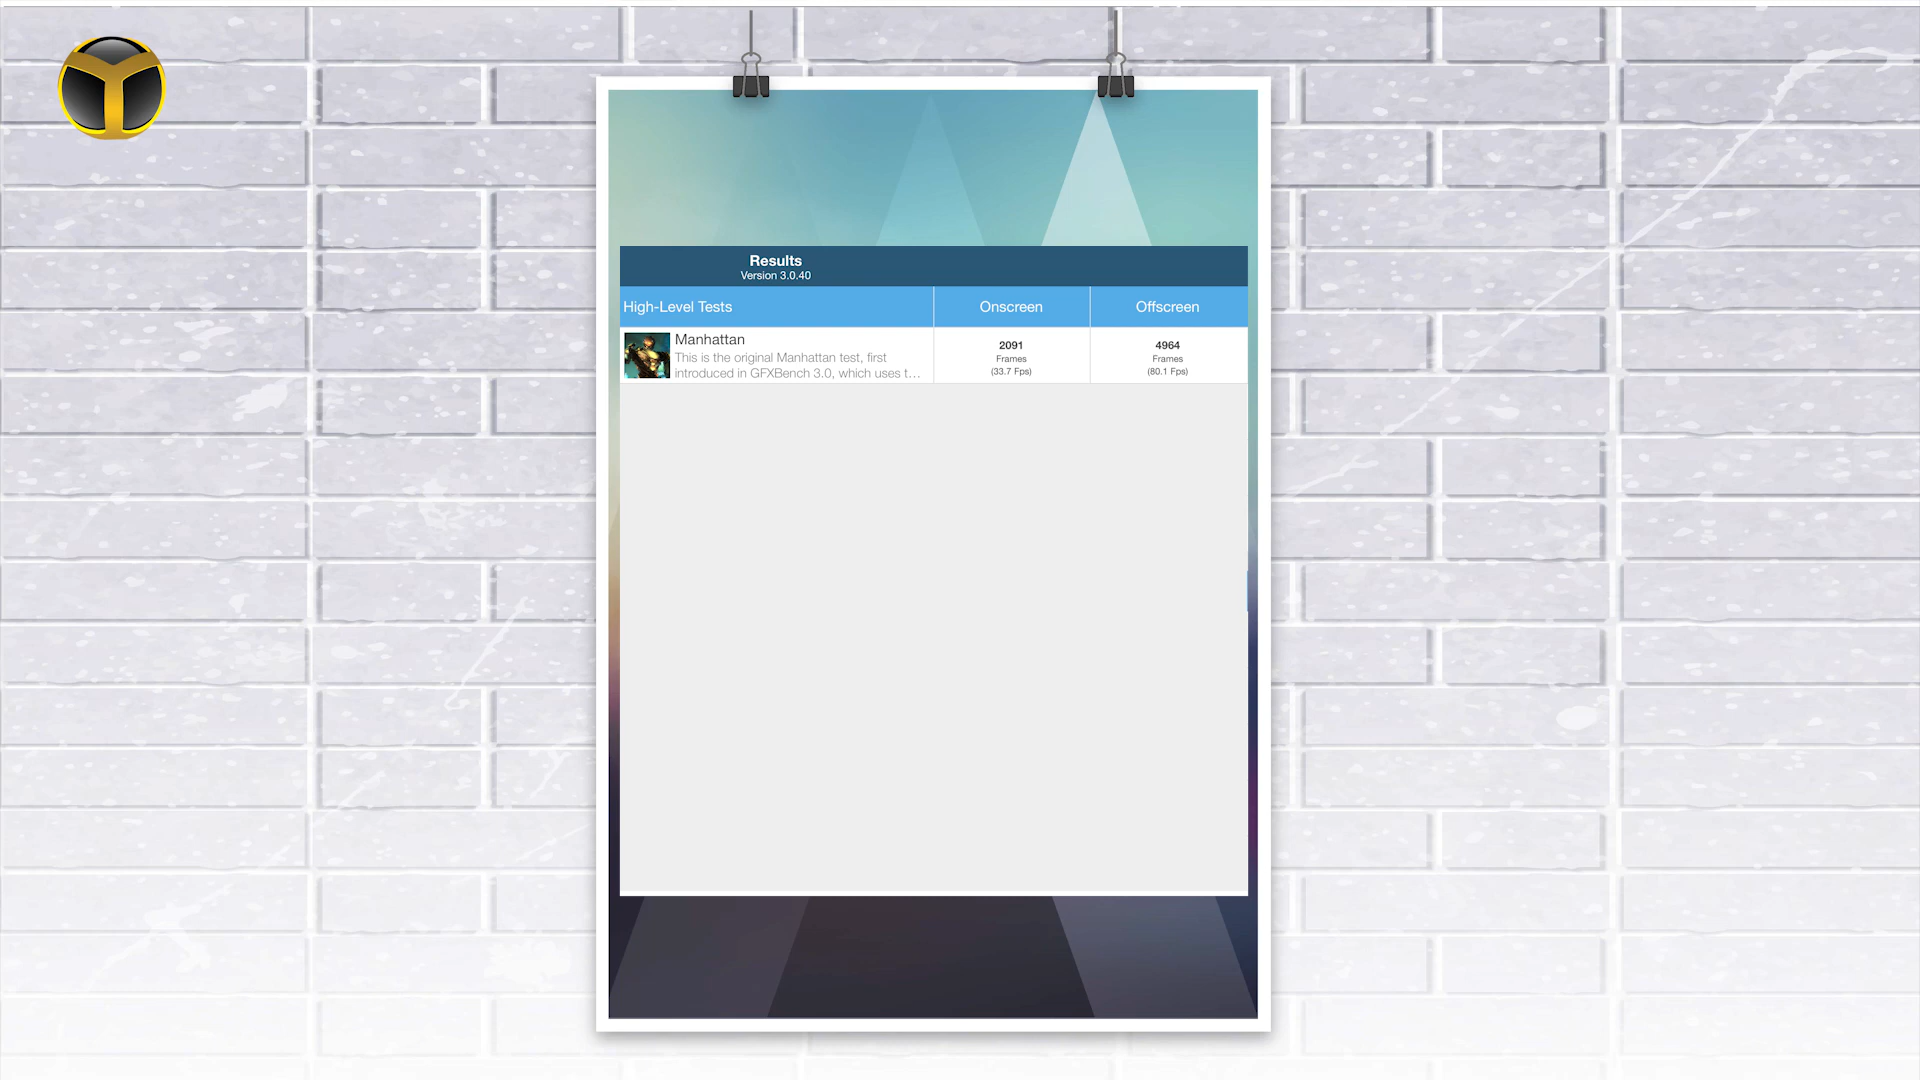 Results
Version 3.0.40
High-Level Tests
Onscreen
Offscreen
Manhattan
This is the original Manhattan test, first
introduced in GFXBench 3.0, which uses t…
2091
Frames
(33.7 Fps)
4964
Frames
(80.1 Fps)